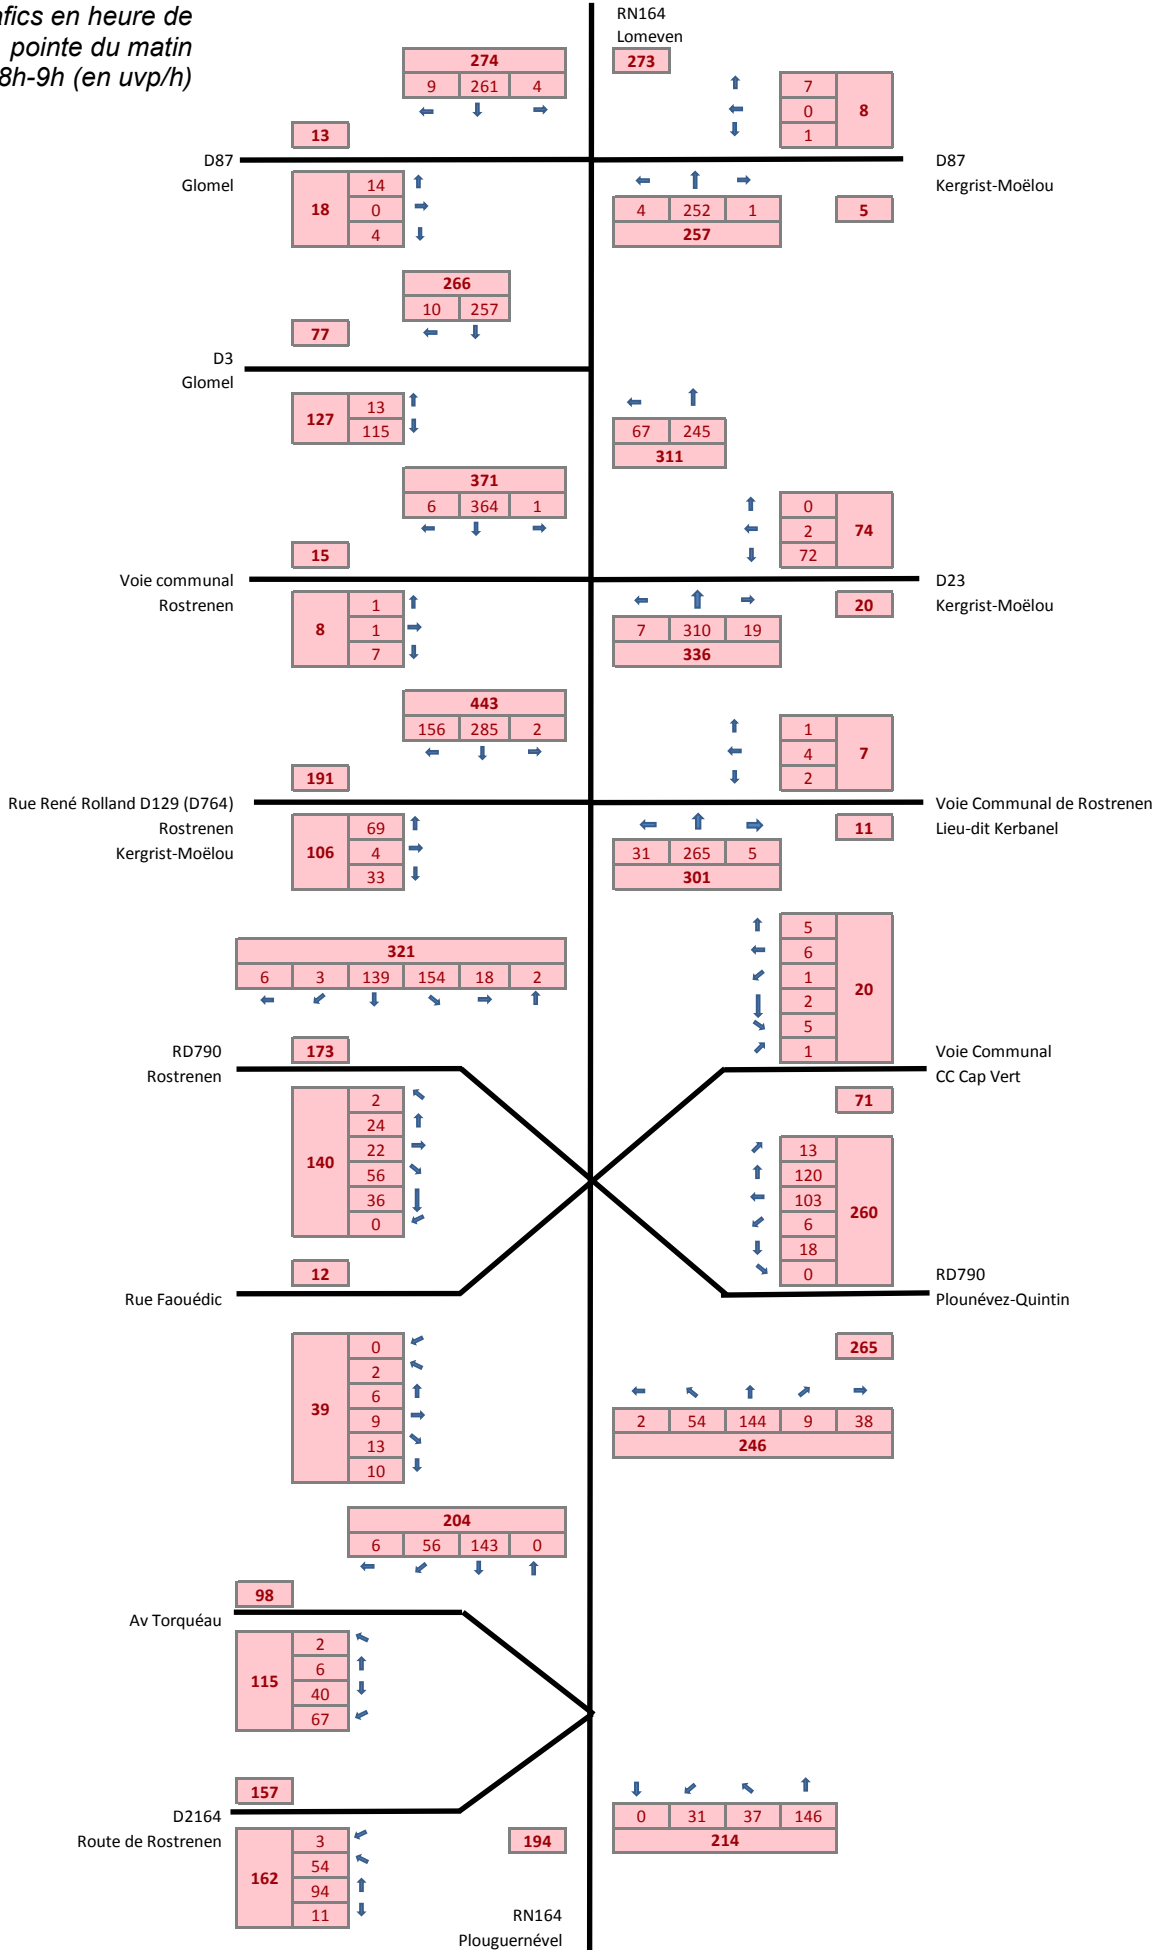 afics en heure de
pointe du matin
8h-9h (en uvp/h)
RN164
Lomeven
274
9 261 4
273
7
0 8
1
13
D87
Glomel
D87
Kergrist-Moëlou
14
18 0
4
4 252 1
257
5
266
10 257
77
D3
Glomel
127 13
115
67 245
311
371
6 364 1
0
2 74
72
15
Voie communal
Rostrenen
D23
Kergrist-Moëlou
1
8 1
7
7 310 19
336
20
443
156 285 2
1
4 7
2
191
Rue René Rolland D129 (D764)
Rostrenen
Kergrist-Moëlou
Voie Communal de Rostrenen
Lieu-dit Kerbanel
69
106 4
33
31 265 5
301
11
321
6 3 139 154 18 2
5
6
1
20
2
5
1
RD790
Rostrenen
173
Voie Communal
CC Cap Vert
71
2
24
22
140
56
36
0
13
120
103
260
6
18
0
12
Rue Faouédic
RD790
Plounévez-Quintin
265
0
2
6
39
9
13
10
2 54 144 9 38
246
204
6 56 143 0
98
Av Torquéau
2
6
115
40
67
157
D2164
Route de Rostrenen
3
54
162
94
11
194
0 31 37 146
214
RN164
Plouguernével